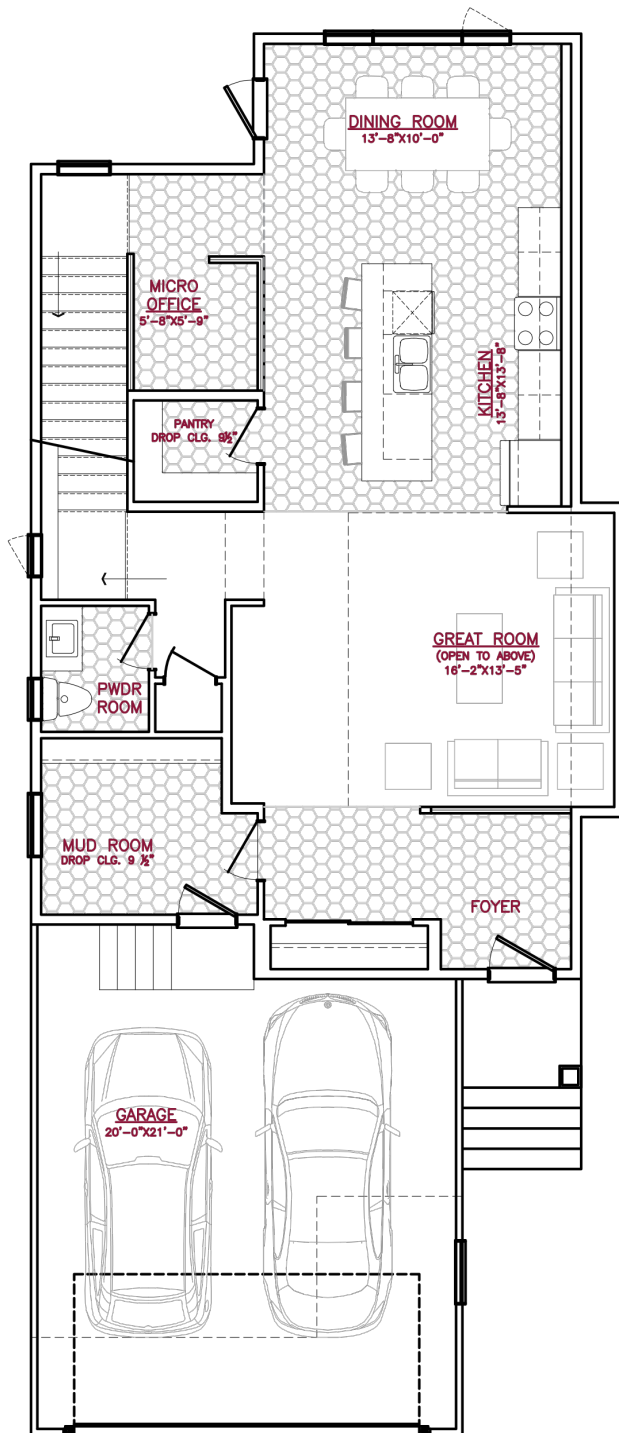 DINING ROOM
13'-8"X10'-0"
MICRO
OFFICE
5'-8"X5'-9"
KITCHEN
13'-8"X13'-8"
PANTRY
DROP CLG. 9½"
GREAT ROOM
(OPEN TO ABOVE)
16'-2"X13'-5"
PWDR
ROOM
MUD ROOM
DROP CLG. 9 ½"
FOYER
GARAGE
20'-0"X21'-0"